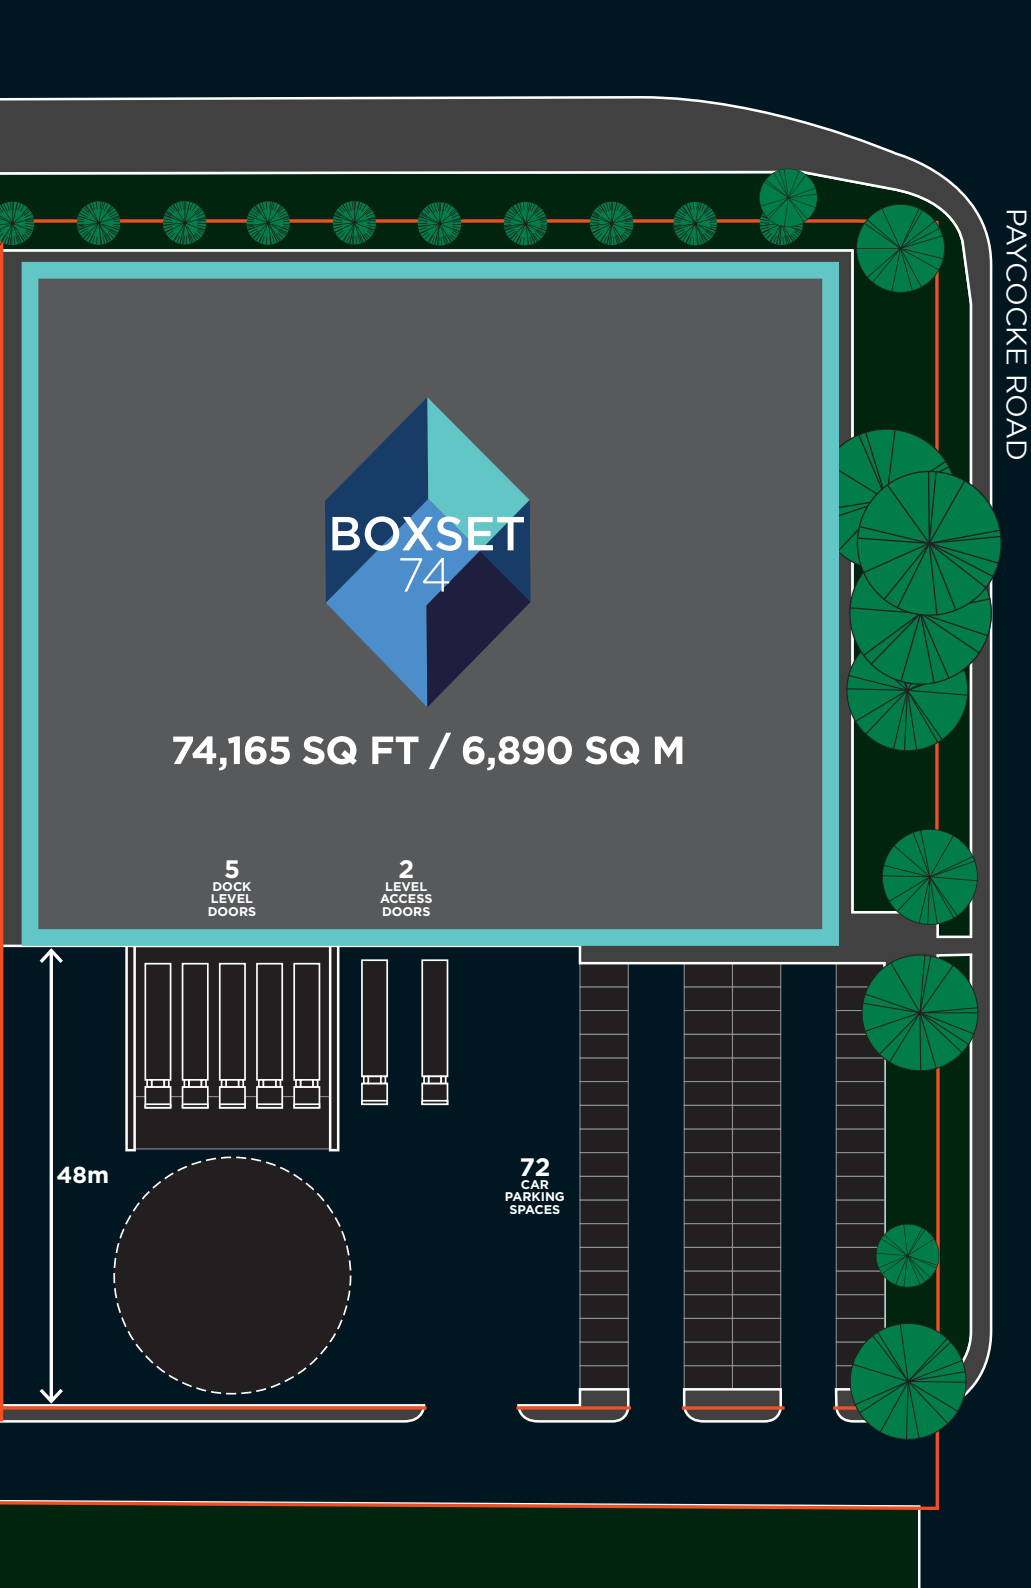 PAYCOCKE ROAD
BOXSET
74
74,165 SQ FT / 6,890 SQ M
5
DOCK
LEVEL
DOORS
2
LEVEL
ACCESS
DOORS
48m
72
CAR
PARKING
SPACES